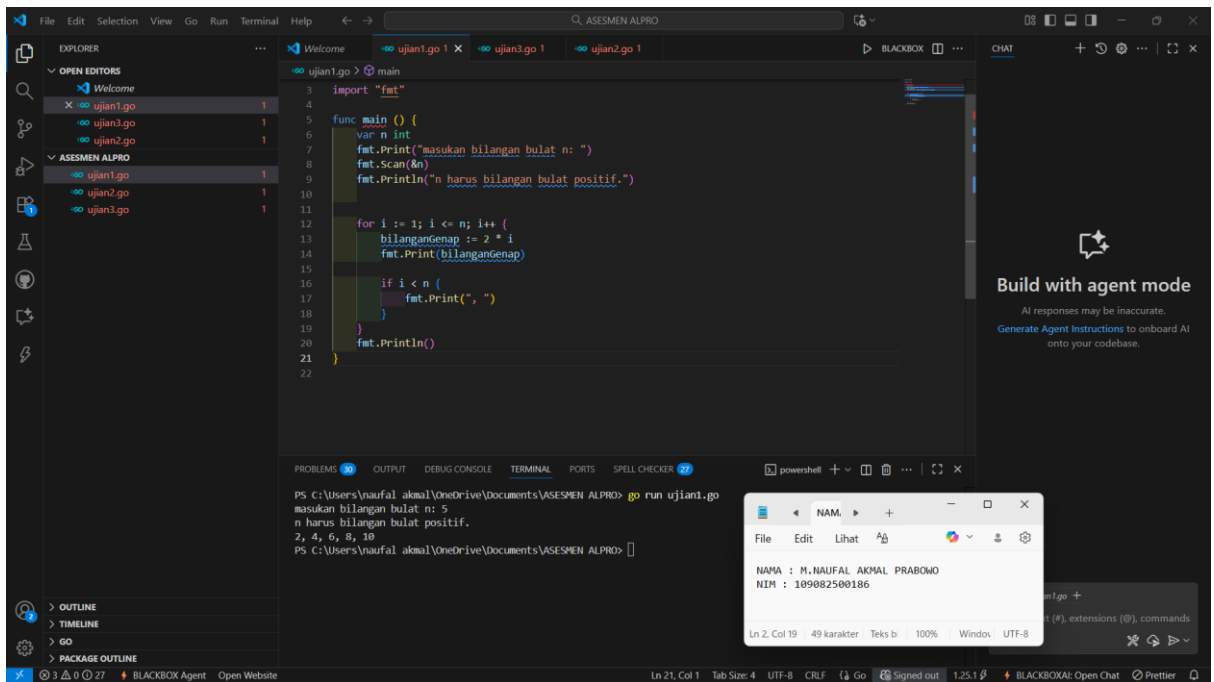 File Edit Selection View Go Run Terminal Help
ASESMEN ALPRO
EXPLORER
OPEN EDITORS
Welcome
ujian1.go 1
ujian3.go 1
ujian2.go 1
ASESMEN ALPRO
ujian1.go 1
ujian2.go 1
ujian3.go 1
OUTLINE
TIMELINE
GO
PACKAGE OUTLINE
Welcome ujian1.go 1 ujian3.go 1 ujian2.go 1 BLACKBOX
ujian1.go > main
3 import "fmt"
4
5 func main () {
6 var n int
7 fmt.Print("masukan bilangan bulat n: ")
8 fmt.Scan(&n)
9 fmt.Println("n harus bilangan bulat positif.")
10
11
12 for i := 1; i <= n; i++ {
13 bilanganGenap := 2 * i
14 fmt.Print(bilanganGenap)
15
16 if i < n {
17 fmt.Print(", ")
18 }
19 }
20 fmt.Println()
21 }
22
PROBLEMS 30 OUTPUT DEBUG CONSOLE TERMINAL PORTS SPELL CHECKER 27 powershell
PS C:\Users\naufal akmal\OneDrive\Documents\ASESMEN ALPRO> go run ujian1.go
masukan bilangan bulat n: 5
n harus bilangan bulat positif.
2, 4, 6, 8, 10
PS C:\Users\naufal akmal\OneDrive\Documents\ASESMEN ALPRO>
CHAT
Build with agent mode
AI responses may be inaccurate.
Generate Agent Instructions to onboard AI
onto your codebase.
(#), extensions (@), commands
NAM
File Edit Lihat
NAMA : M.NAUFAL AKMAL PRABOWO
NIM : 109082500186
Ln 2, Col 19 49 karakter Teks b 100% Window UTF-8
3 0 27 BLACKBOX Agent Open Website Ln 21, Col 1 Tab Size: 4 UTF-8 CRLF Go Signed out 1.25.1 BLACKBOXAI: Open Chat Prettier